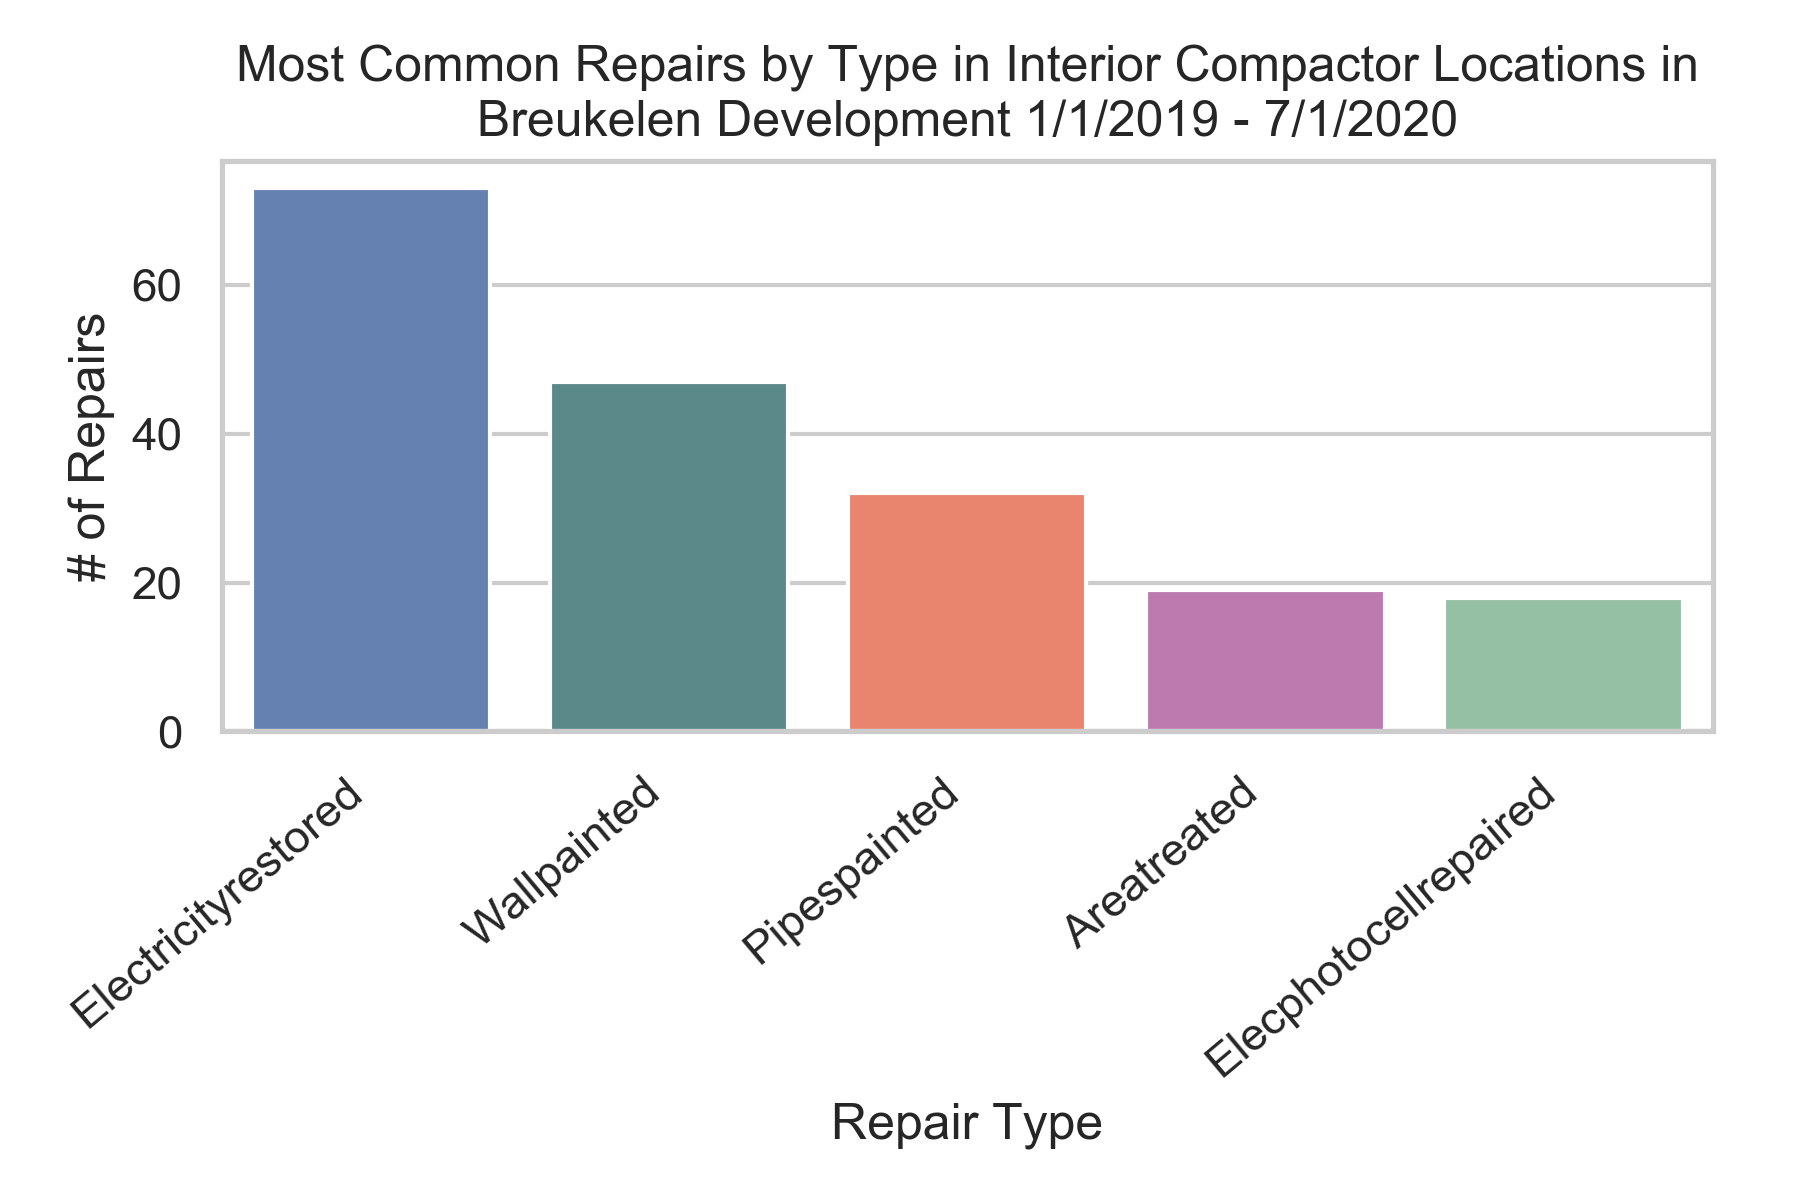 Most Common Repairs by Type in Interior Compactor Locations in
Breukelen Development 1/1/2019 - 7/1/2020
# of Repairs
60
40
20
0
Electricityrestored
Wallpainted
Pipespainted
Areatreated
Elecphotocellrepaired
Repair Type